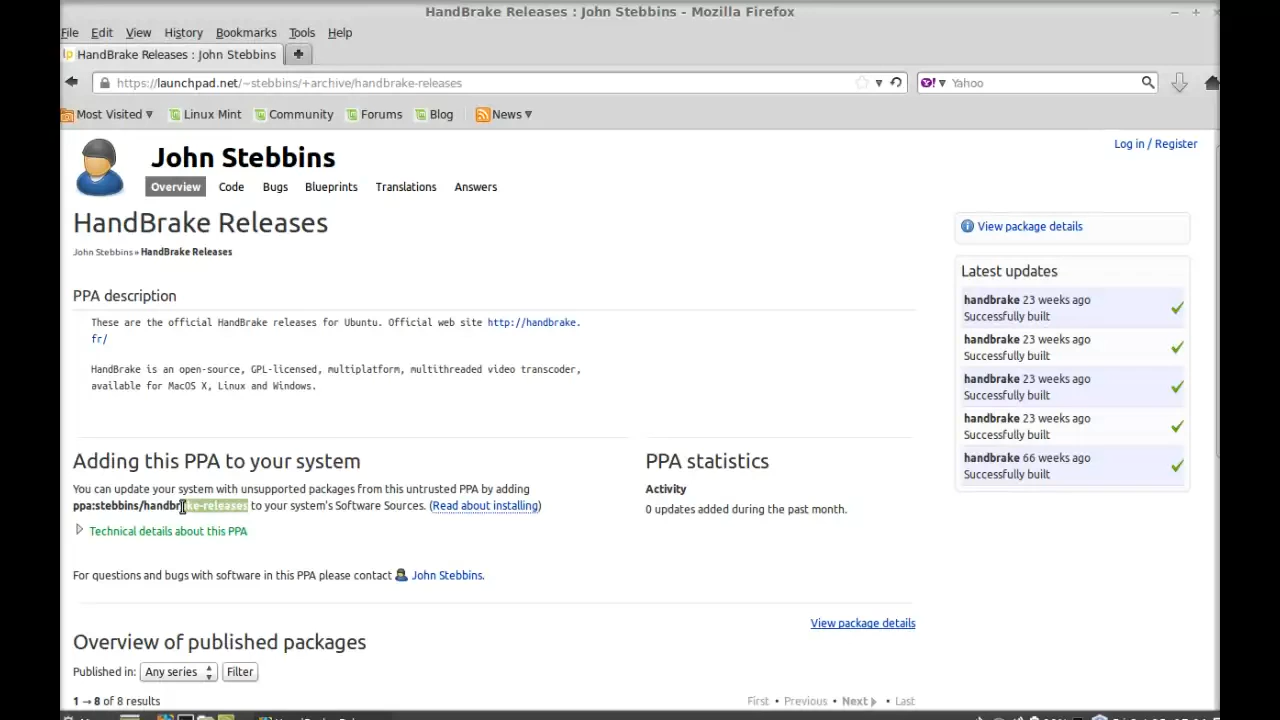 HandBrake Releases : John Stebbins - Mozilla Firefox
File Edit View History Bookmarks Tools Help
HandBrake Releases : John Stebbins
https://launchpad.net/~stebbins/+archive/handbrake-releases
Yahoo
Most Visited Linux Mint Community Forums Blog News
Log in / Register
John Stebbins
Overview Code Bugs Blueprints Translations Answers
HandBrake Releases
John Stebbins » HandBrake Releases
View package details
PPA description
These are the official HandBrake releases for Ubuntu. Official web site http://handbrake.
fr/
HandBrake is an open-source, GPL-licensed, multiplatform, multithreaded video transcoder,
available for MacOS X, Linux and Windows.
Latest updates
handbrake 23 weeks ago
Successfully built
handbrake 23 weeks ago
Successfully built
handbrake 23 weeks ago
Successfully built
handbrake 23 weeks ago
Successfully built
handbrake 66 weeks ago
Successfully built
Adding this PPA to your system
You can update your system with unsupported packages from this untrusted PPA by adding
ppa:stebbins/handbrake-releases to your system's Software Sources. (Read about installing)
Technical details about this PPA
For questions and bugs with software in this PPA please contact John Stebbins.
PPA statistics
Activity
0 updates added during the past month.
View package details
Overview of published packages
Published in: Any series Filter
1 → 8 of 8 results
First • Previous • Next • Last